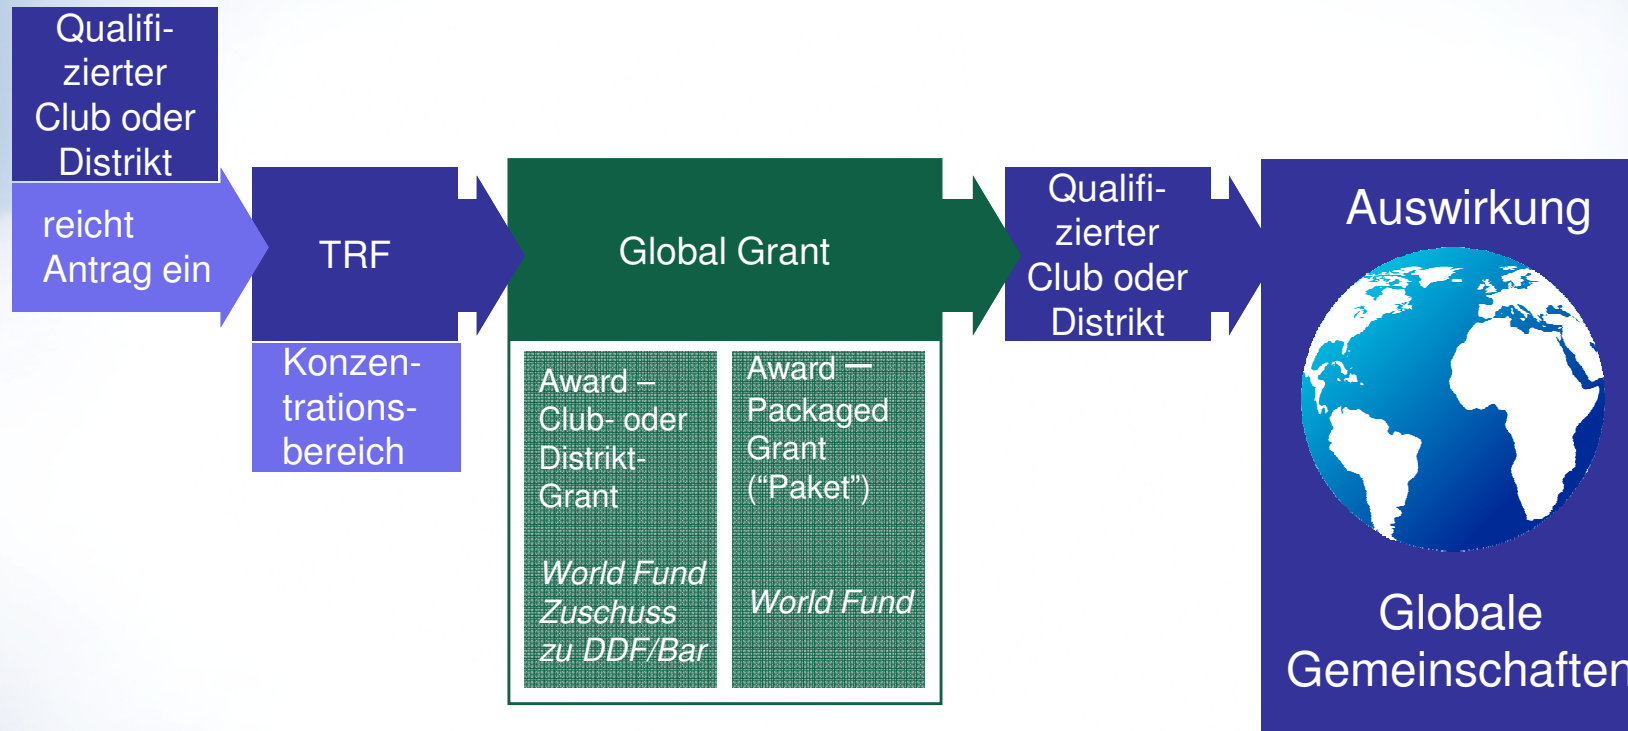 Qualifi-
zierter
Club oder
Distrikt
reicht
Antrag ein
TRF
Konzen-
trations-
bereich
Global Grant
Award –
Club- oder
Distrikt-
Grant
World Fund
Zuschuss
zu DDF/Bar
Award —
Packaged
Grant
(“Paket”)
World Fund
Qualifi-
zierter
Club oder
Distrikt
Auswirkung
Globale
Gemeinschaften